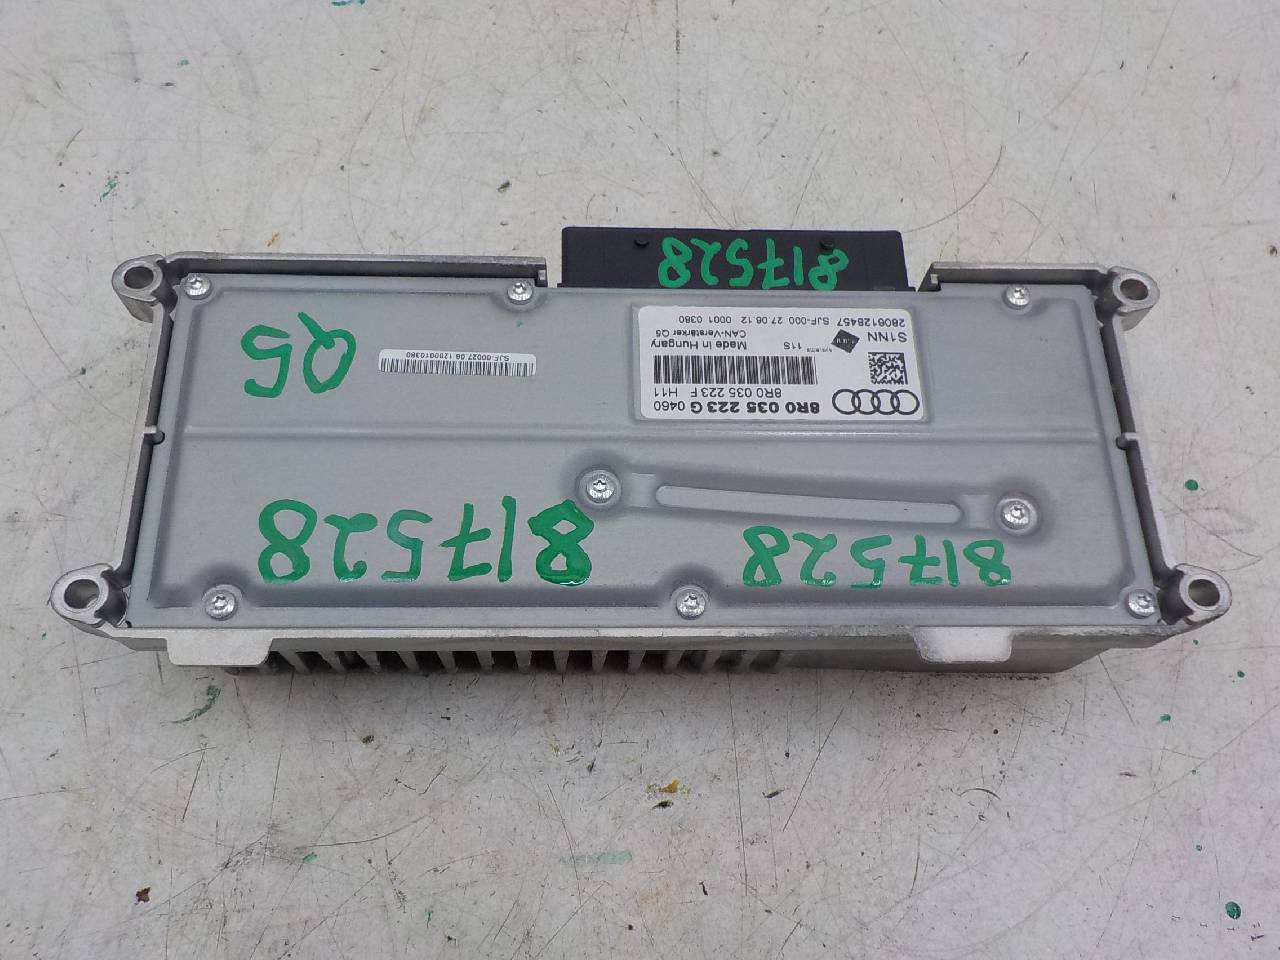 817528
8R0 035 223 G 0460
8R0 035 223 F H11
11S
Made in Hungary
CAN-Verstärker Q5
S1NN
2806128457 SJF-000 27.06.12 0001 0380
SJF-00027.06.1200010380
Q5
817528
817528